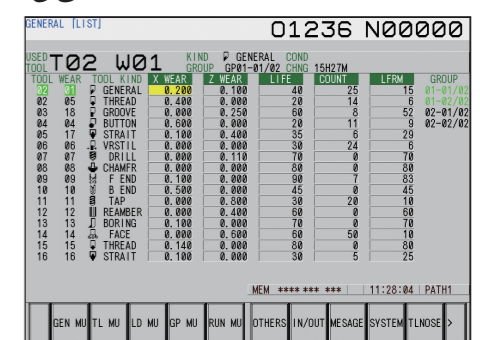 GENERAL [LIST] O1236 N00000
USED TOOL T02 W01 KIND GENERAL COND
GROUP GP01-01/02 CHNG 15H27M
TOOL WEAR TOOL KIND X WEAR Z WEAR LIFE COUNT LFRM GROUP
02 01 GENERAL 0.200 0.100 40 25 15 01-01/02
02 05 THREAD 0.400 0.000 20 14 6 01-02/02
03 18 GROOVE 0.000 0.250 60 8 52 02-01/02
04 04 BUTTON 0.600 0.000 20 11 9 02-02/02
05 17 STRAIT 0.100 0.400 35 6 29
06 06 VRSTIL 0.000 0.000 30 24 6
07 07 DRILL 0.000 0.110 70 0 70
08 08 CHAMFR 0.000 0.000 80 0 80
09 09 F END 0.100 0.000 90 7 83
10 10 B END 0.500 0.000 45 0 45
11 11 TAP 0.000 0.800 30 20 10
12 12 REAMBER 0.000 0.400 60 0 60
13 13 BORING 0.100 0.000 70 0 70
14 14 FACE 0.000 0.600 60 50 10
15 15 THREAD 0.140 0.000 80 0 80
16 16 STRAIT 0.100 0.000 30 5 25
MEM **** *** *** 11:28:04 PATH1
GEN MU TL MU LD MU GP MU RUN MU OTHERS IN/OUT MESAGE SYSTEM TLNOSE >